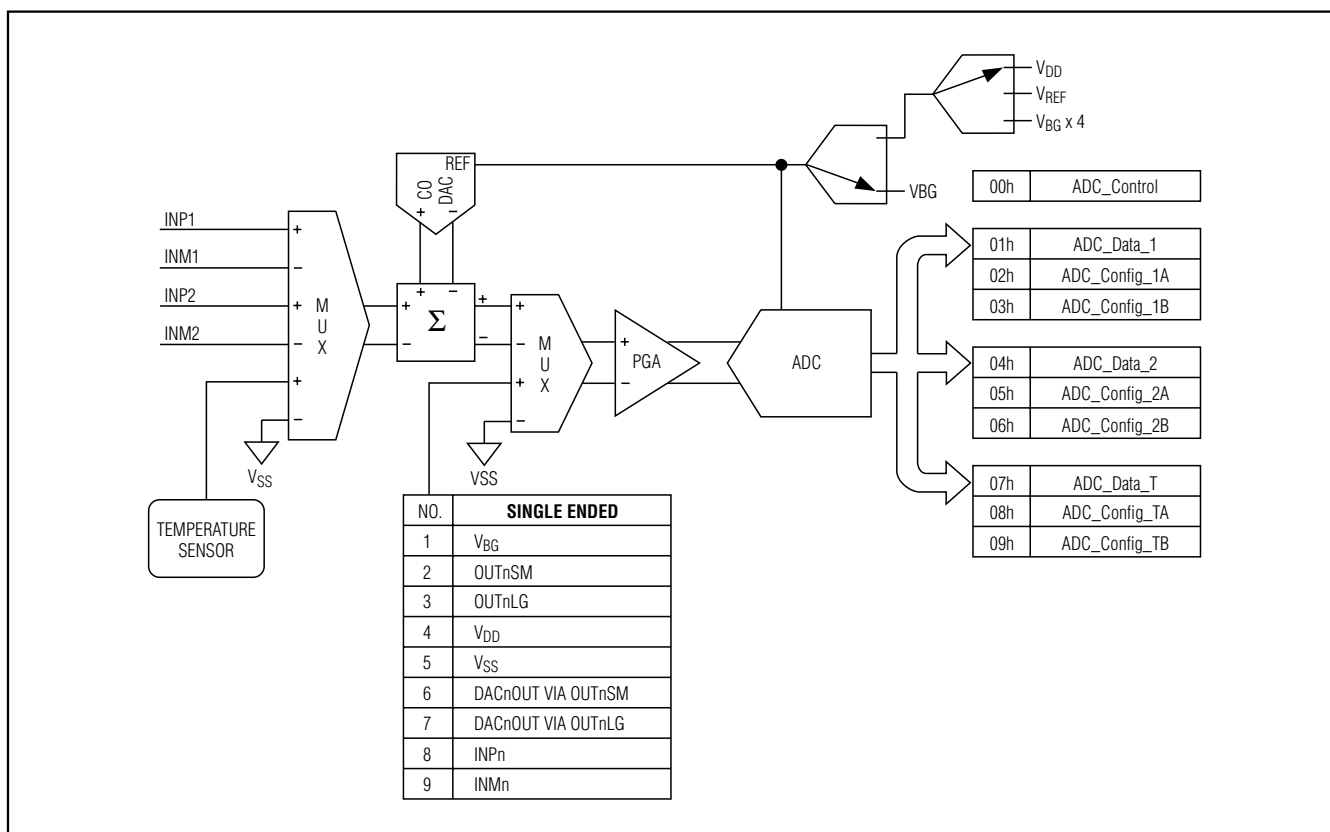 V_DD
V_REF
V_BG x 4
REF
CO
DAC
+ −
VBG
00h ADC_Control
INP1 +
INM1 −
INP2 +
INM2 −
+
−
MUX
V_SS
TEMPERATURE
SENSOR
+ −
+
−
Σ
+
−
+
−
+
−
MUX
VSS
+
−
PGA
ADC
01h ADC_Data_1
02h ADC_Config_1A
03h ADC_Config_1B
04h ADC_Data_2
05h ADC_Config_2A
06h ADC_Config_2B
07h ADC_Data_T
08h ADC_Config_TA
09h ADC_Config_TB
NO. SINGLE ENDED
1 V_BG
2 OUTnSM
3 OUTnLG
4 V_DD
5 V_SS
6 DACnOUT VIA OUTnSM
7 DACnOUT VIA OUTnLG
8 INPn
9 INMn